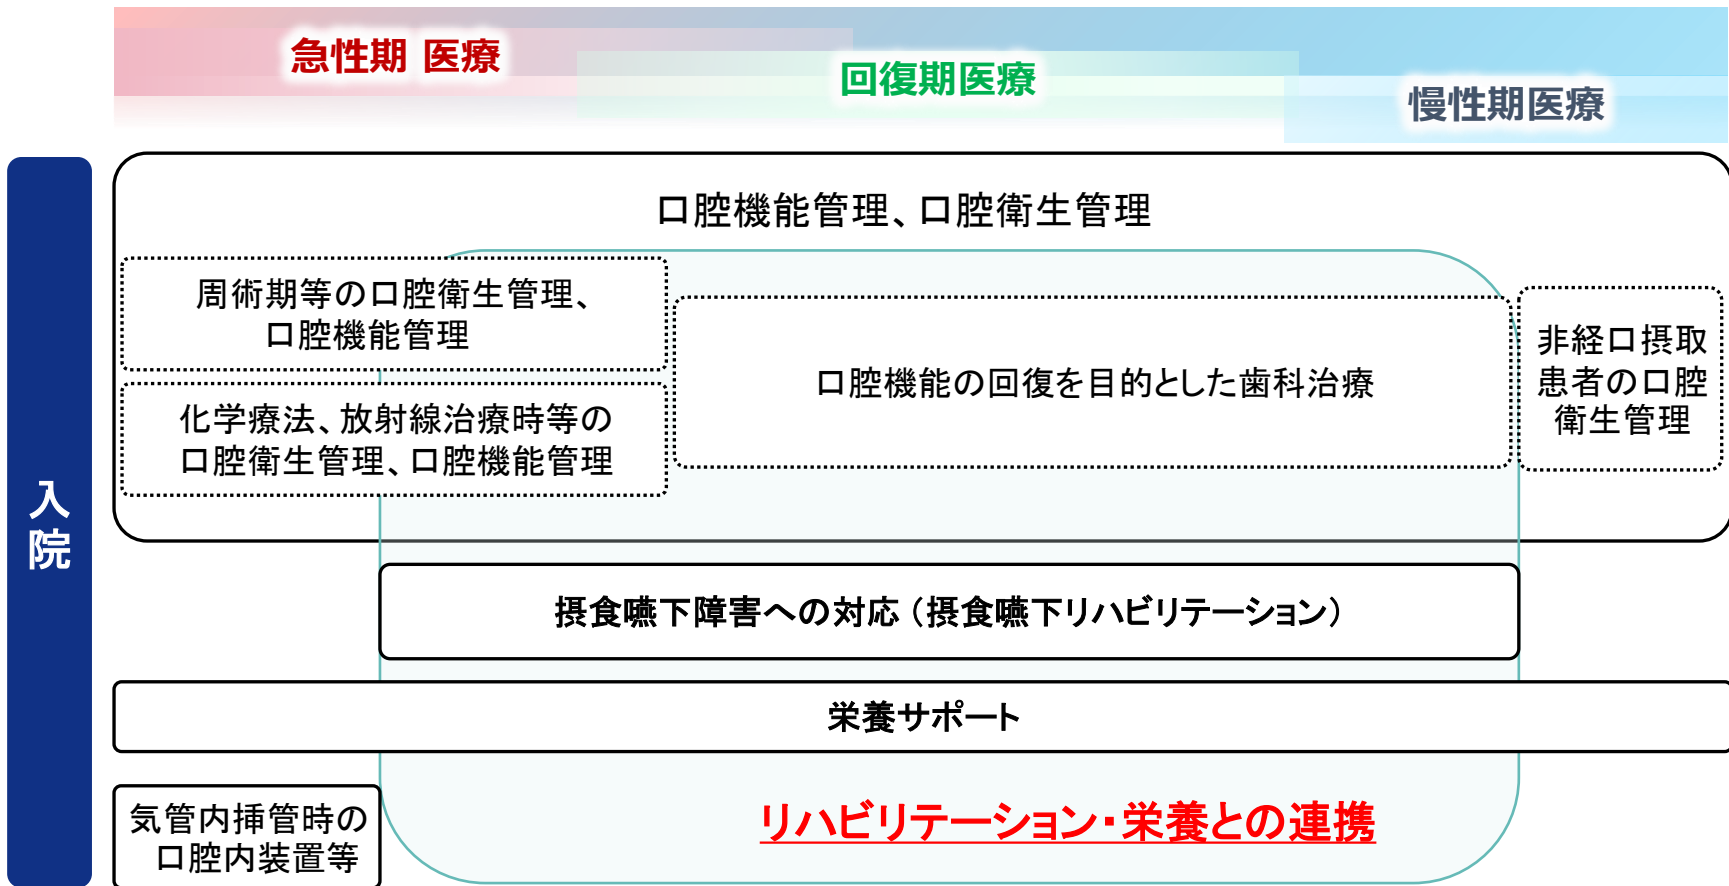 急性期 医療
回復期医療
慢性期医療
入院
口腔機能管理、口腔衛生管理
周術期等の口腔衛生管理、
口腔機能管理
化学療法、放射線治療時等の
口腔衛生管理、口腔機能管理
口腔機能の回復を目的とした歯科治療
非経口摂取
患者の口腔
衛生管理
摂食嚥下障害への対応（摂食嚥下リハビリテーション）
栄養サポート
気管内挿管時の
口腔内装置等
リハビリテーション・栄養との連携